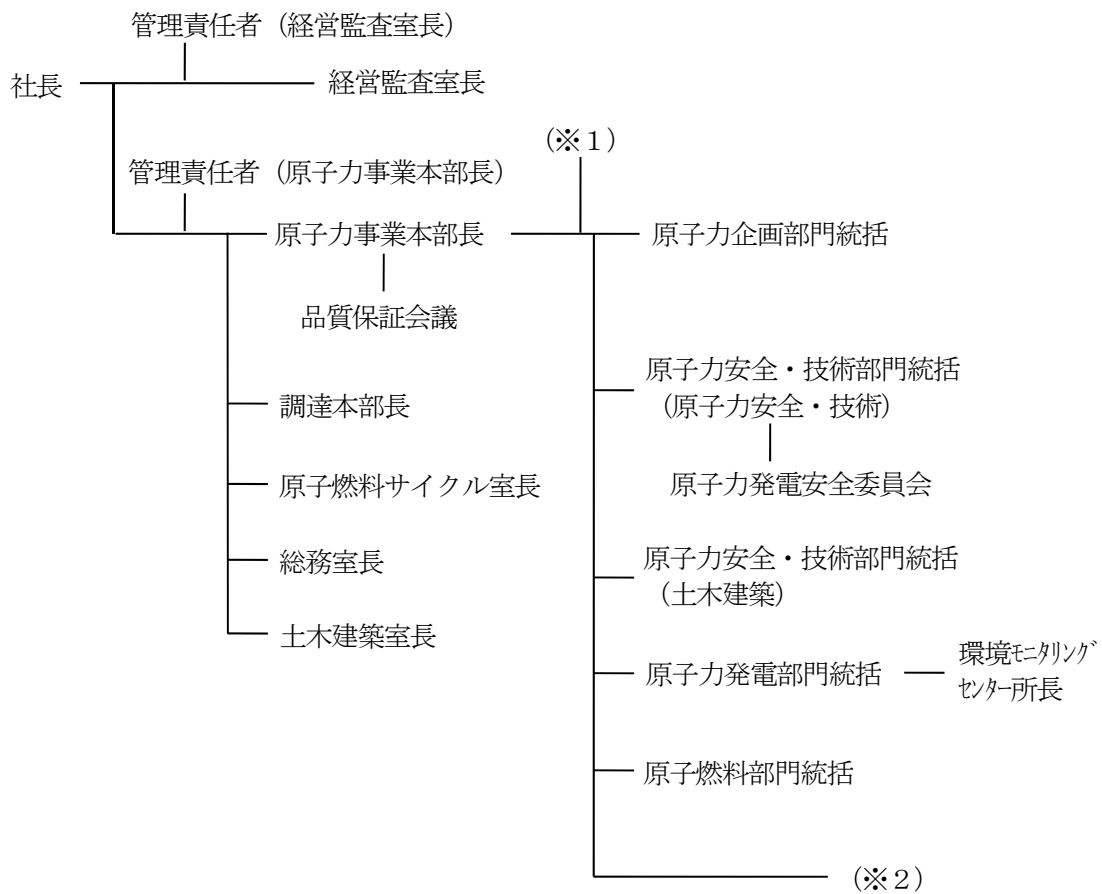 管理責任者（経営監査室長）
社長
経営監査室長
（※１）
管理責任者（原子力事業本部長）
原子力事業本部長
原子力企画部門統括
品質保証会議
原子力安全・技術部門統括
（原子力安全・技術）
調達本部長
原子燃料サイクル室長
原子力発電安全委員会
総務室長
原子力安全・技術部門統括
（土木建築）
土木建築室長
原子力発電部門統括
環境ﾓﾆﾀﾘﾝｸﾞ
ｾﾝﾀｰ所長
原子燃料部門統括
（※２）